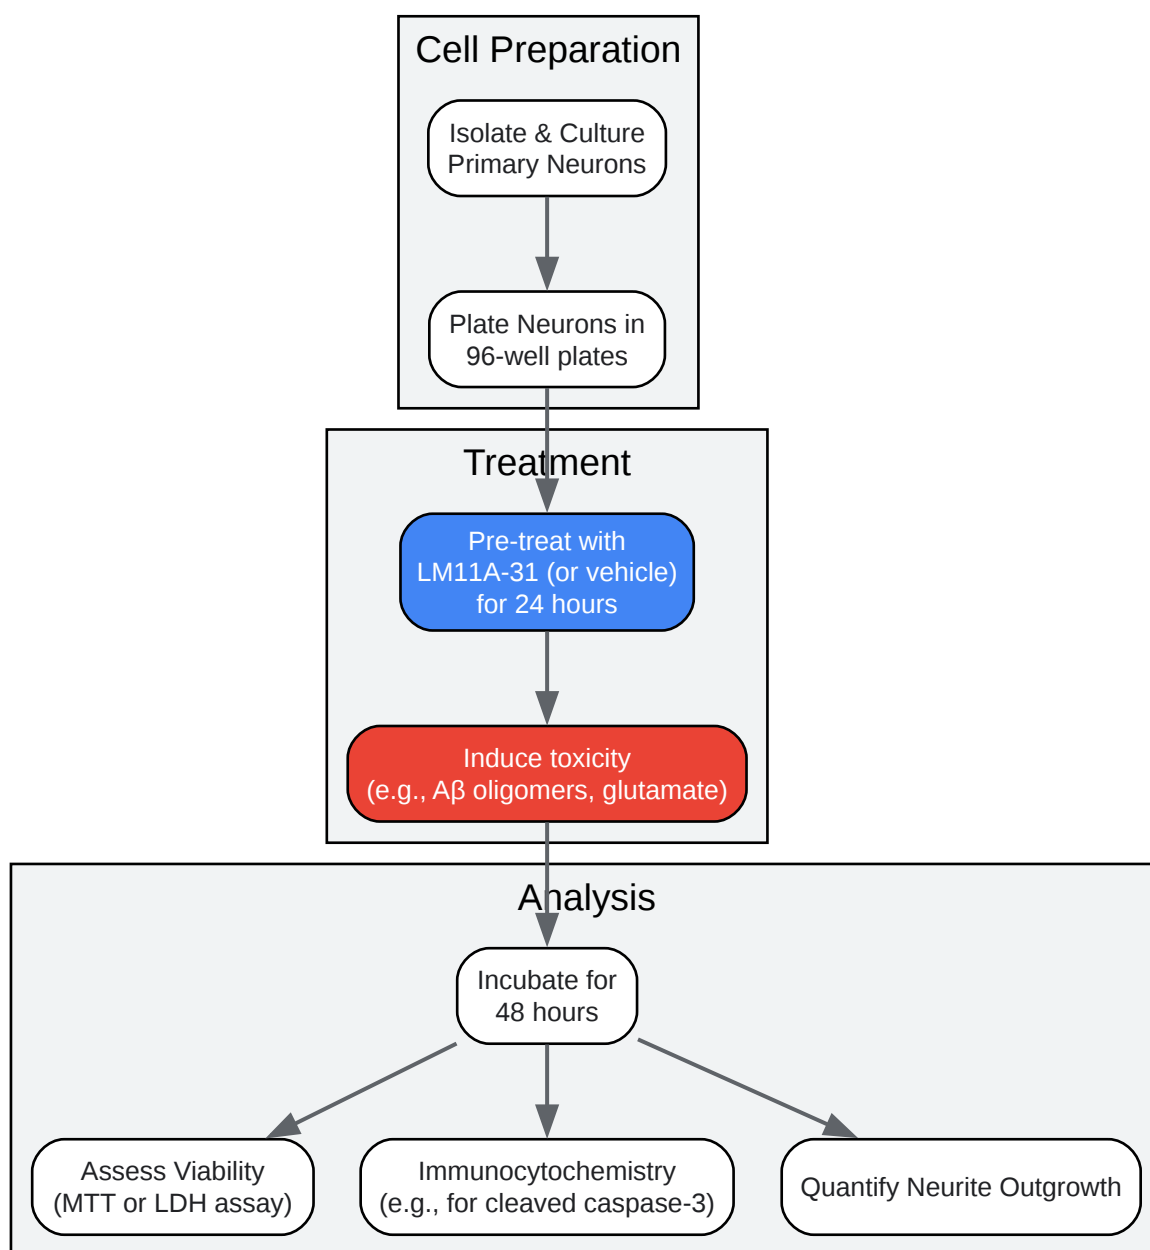 Cell Preparation
Isolate & Culture
Primary Neurons
Plate Neurons in
96-well plates
Treatment
Pre-treat with
LM11A-31 (or vehicle)
for 24 hours
Induce toxicity
(e.g., Aβ oligomers, glutamate)
Analysis
Incubate for
48 hours
Assess Viability
(MTT or LDH assay)
Immunocytochemistry
(e.g., for cleaved caspase-3)
Quantify Neurite Outgrowth